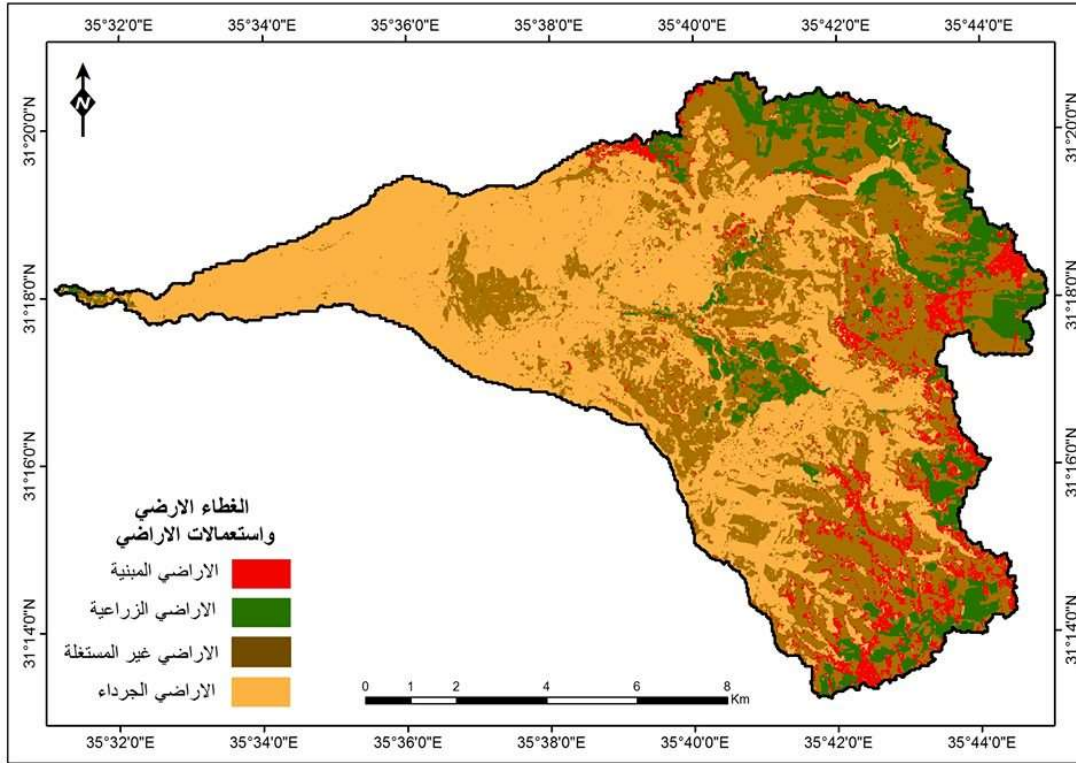 35°32'0"E 35°34'0"E 35°36'0"E 35°38'0"E 35°40'0"E 35°42'0"E 35°44'0"E
N
31°20'0"N 31°20'0"N
31°18'0"N 31°18'0"N
31°16'0"N 31°16'0"N
31°14'0"N 31°14'0"N
الغطاء الارضي
واستعمالات الاراضي
الاراضي المبنية
الاراضي الزراعية
الاراضي غير المستغلة
الاراضي الجرداء
0 1 2 4 6 8
Km
35°32'0"E 35°34'0"E 35°36'0"E 35°38'0"E 35°40'0"E 35°42'0"E 35°44'0"E